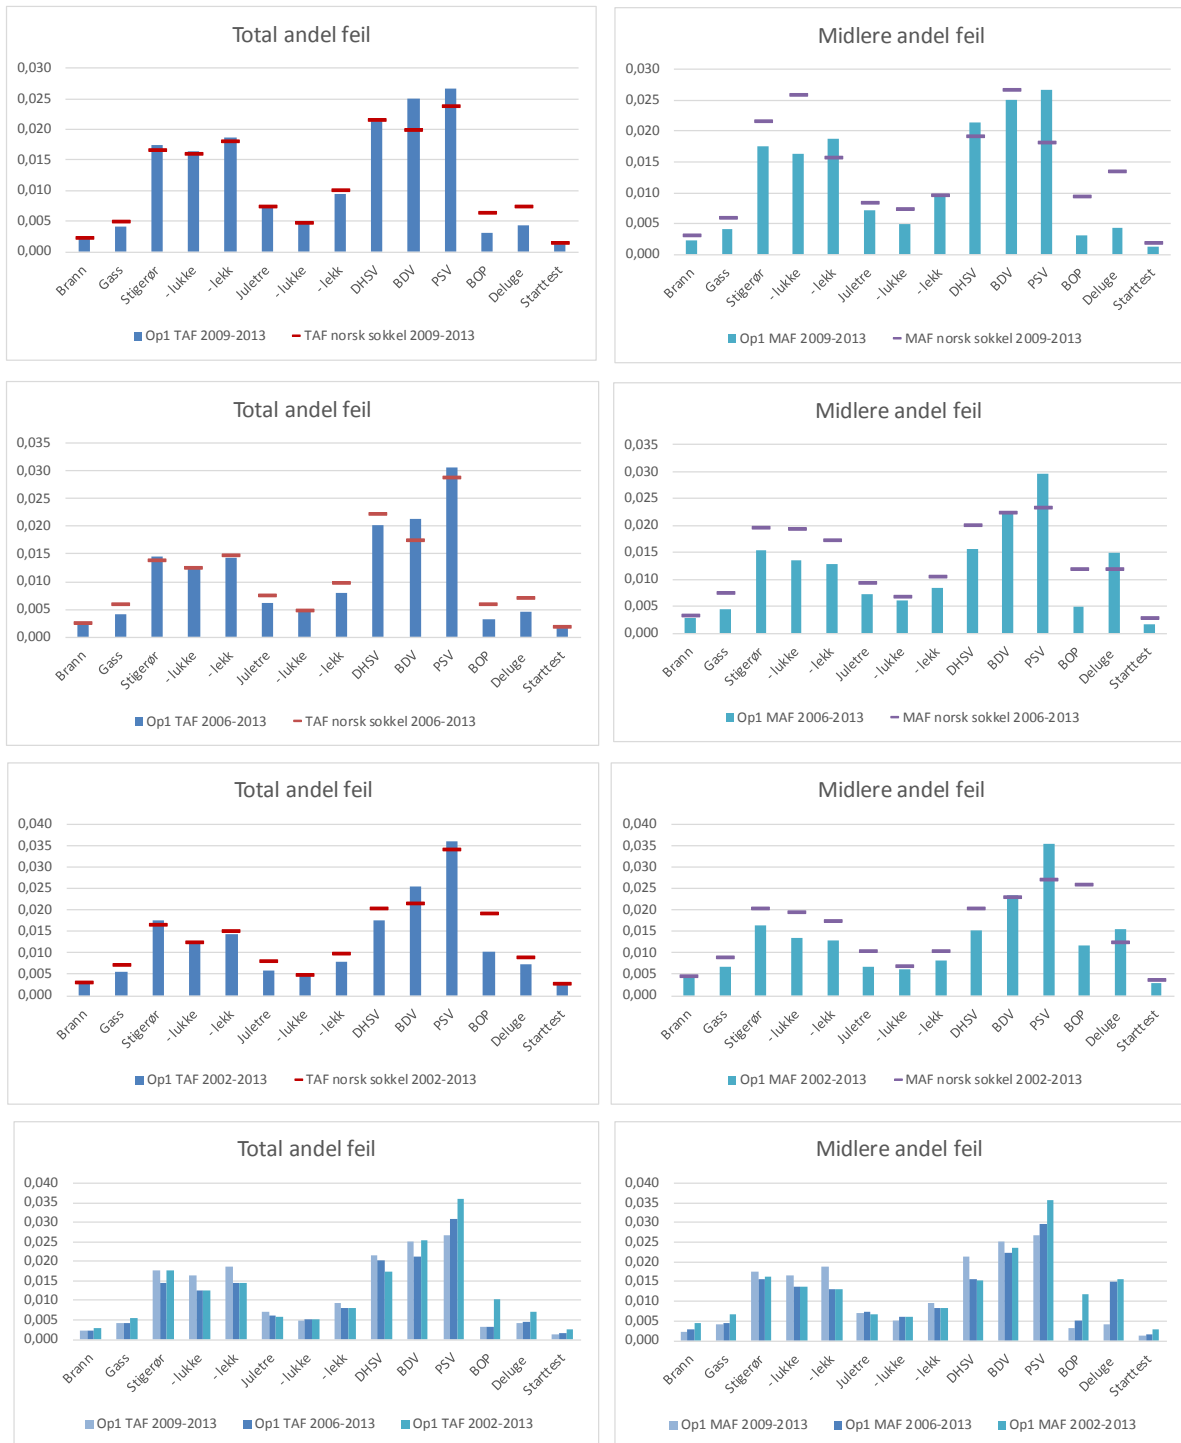 Total andel feil
0,030
0,025
0,020
0,015
0,010
0,005
0,000
Brann
Gass
Stigerør
- lukke
- lekk
Juletre
- lukke
- lekk
DHSV
BDV
PSV
BOP
Deluge
Starttest
Op1 TAF 2009-2013
TAF norsk sokkel 2009-2013
Midlere andel feil
0,030
0,025
0,020
0,015
0,010
0,005
0,000
Brann
Gass
Stigerør
- lukke
- lekk
Juletre
- lukke
- lekk
DHSV
BDV
PSV
BOP
Deluge
Starttest
Op1 MAF 2009-2013
MAF norsk sokkel 2009-2013
Total andel feil
0,035
0,030
0,025
0,020
0,015
0,010
0,005
0,000
Brann
Gass
Stigerør
- lukke
- lekk
Juletre
- lukke
- lekk
DHSV
BDV
PSV
BOP
Deluge
Starttest
Op1 TAF 2006-2013
TAF norsk sokkel 2006-2013
Midlere andel feil
0,035
0,030
0,025
0,020
0,015
0,010
0,005
0,000
Brann
Gass
Stigerør
- lukke
- lekk
Juletre
- lukke
- lekk
DHSV
BDV
PSV
BOP
Deluge
Starttest
Op1 MAF 2006-2013
MAF norsk sokkel 2006-2013
Total andel feil
0,040
0,035
0,030
0,025
0,020
0,015
0,010
0,005
0,000
Brann
Gass
Stigerør
- lukke
- lekk
Juletre
- lukke
- lekk
DHSV
BDV
PSV
BOP
Deluge
Starttest
Op1 TAF 2002-2013
TAF norsk sokkel 2002-2013
Midlere andel feil
0,040
0,035
0,030
0,025
0,020
0,015
0,010
0,005
0,000
Brann
Gass
Stigerør
- lukke
- lekk
Juletre
- lukke
- lekk
DHSV
BDV
PSV
BOP
Deluge
Starttest
Op1 MAF 2002-2013
MAF norsk sokkel 2002-2013
Total andel feil
0,040
0,035
0,030
0,025
0,020
0,015
0,010
0,005
0,000
Brann
Gass
Stigerør
- lukke
- lekk
Juletre
- lukke
- lekk
DHSV
BDV
PSV
BOP
Deluge
Starttest
Op1 TAF 2009-2013
Op1 TAF 2006-2013
Op1 TAF 2002-2013
Midlere andel feil
0,040
0,035
0,030
0,025
0,020
0,015
0,010
0,005
0,000
Brann
Gass
Stigerør
- lukke
- lekk
Juletre
- lukke
- lekk
DHSV
BDV
PSV
BOP
Deluge
Starttest
Op1 MAF 2009-2013
Op1 MAF 2006-2013
Op1 MAF 2002-2013